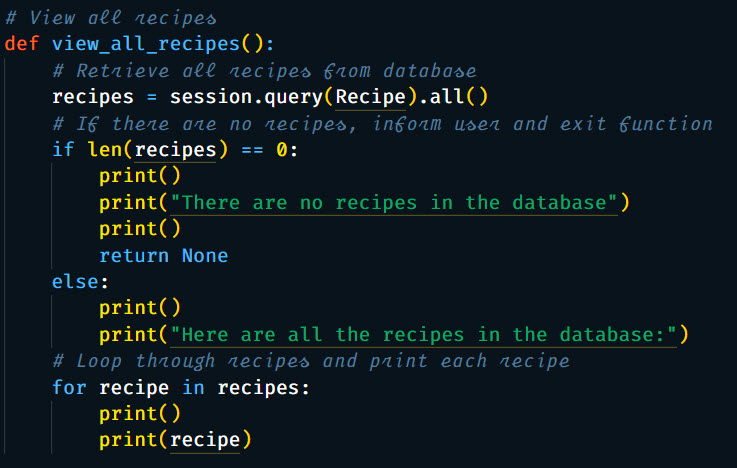 # View all recipes
def view_all_recipes():
    # Retrieve all recipes from database
    recipes = session.query(Recipe).all()
    # If there are no recipes, inform user and exit function
    if len(recipes) == 0:
        print()
        print("There are no recipes in the database")
        print()
        return None
    else:
        print()
        print("Here are all the recipes in the database:")
    # Loop through recipes and print each recipe
    for recipe in recipes:
        print()
        print(recipe)